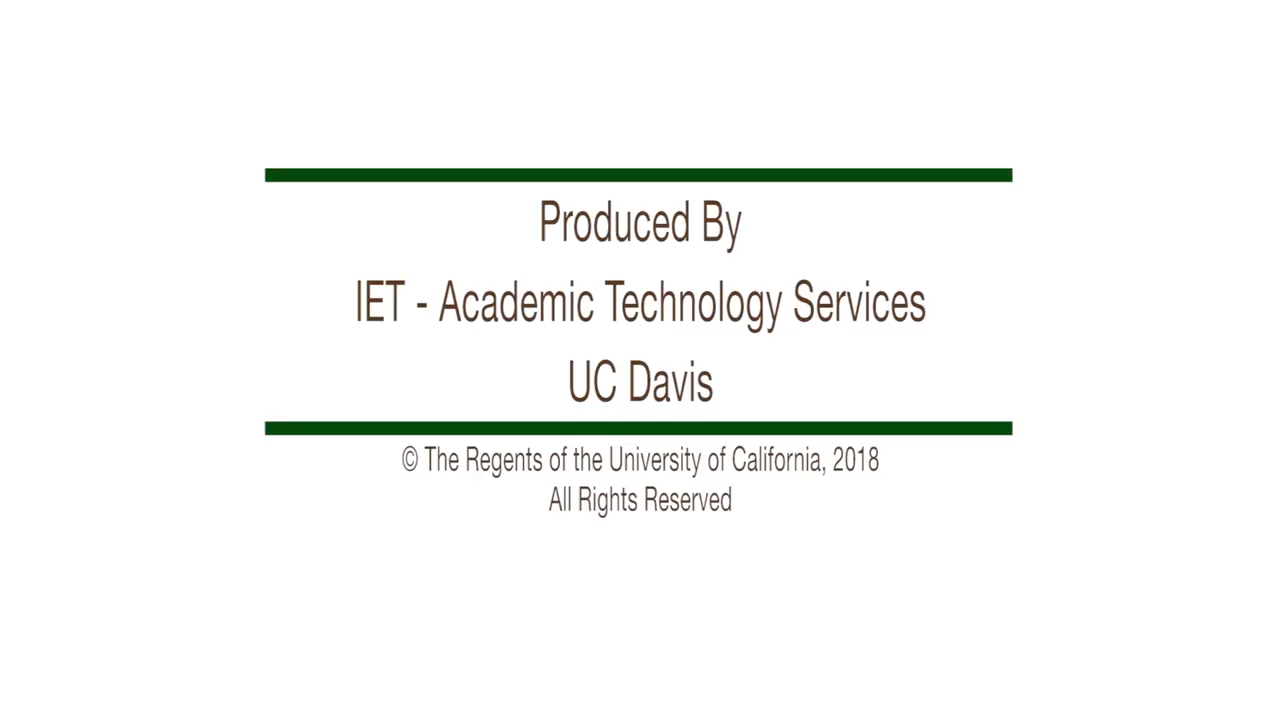 Produced By
IET - Academic Technology Services
UC Davis
© The Regents of the University of California, 2018
All Rights Reserved